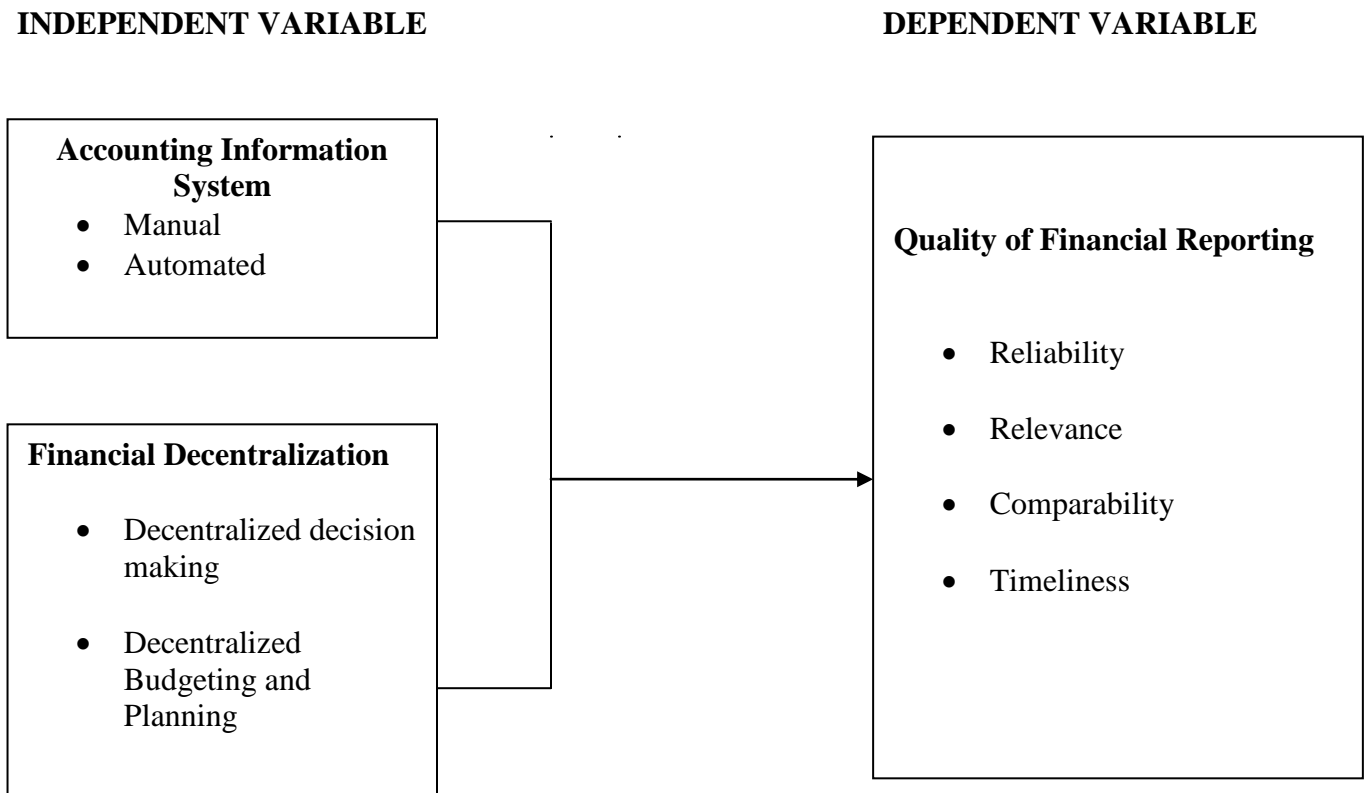 INDEPENDENT VARIABLE
DEPENDENT VARIABLE
Accounting Information
System
• Manual
• Automated
Financial Decentralization
• Decentralized decision
making
• Decentralized
Budgeting and
Planning
Quality of Financial Reporting
• Reliability
• Relevance
• Comparability
• Timeliness